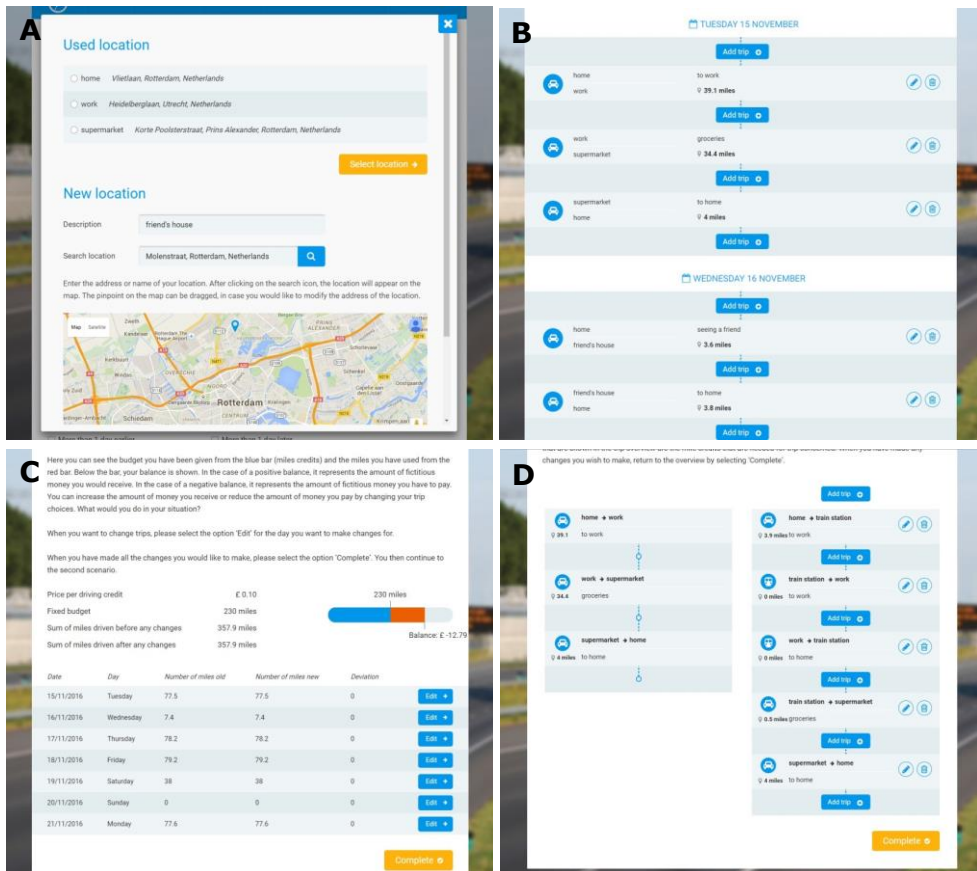 A
Used location
home Vlietlaan, Rotterdam, Netherlands
work Heidelberglaan, Utrecht, Netherlands
supermarket Korte Poolsterstraat, Prins Alexander, Rotterdam, Netherlands
Select location
New location
Description friend's house
Search location Molenstraat, Rotterdam, Netherlands
Enter the address or name of your location. After clicking on the search icon, the location will appear on the
map. The pinpoint on the map can be dragged, in case you would like to modify the address of the location.
Map Satellite
Rotterdam The
Hague Airport
PRINS
ALEXANDER
OVERSCHIE
NOORD
Rotterdam
Kralingen
CENTRUM
Schiedam
B
TUESDAY 15 NOVEMBER
Add trip
home to work
work 39.1 miles
Add trip
work groceries
supermarket 34.4 miles
Add trip
supermarket to home
home 4 miles
Add trip
WEDNESDAY 16 NOVEMBER
Add trip
home seeing a friend
friend's house 3.6 miles
Add trip
friend's house to home
home 3.8 miles
Add trip
C
Here you can see the budget you have been given from the blue bar (miles credits) and the miles you have used from the
red bar. Below the bar, your balance is shown. In the case of a positive balance, it represents the amount of fictitious
money you would receive. In the case of a negative balance, it represents the amount of fictitious money you have to pay.
You can increase the amount of money you receive or reduce the amount of money you pay by changing your trip
choices. What would you do in your situation?
When you want to change trips, please select the option 'Edit' for the day you want to make changes for.
When you have made all the changes you would like to make, please select the option 'Complete'. You then continue to
the second scenario.
Price per driving credit £ 0.10 230 miles
Fixed budget 230 miles
Sum of miles driven before any changes 357.9 miles
Balance: £ -12.79
Sum of miles driven after any changes 357.9 miles
Date Day Number of miles old Number of miles new Deviation
15/11/2016 Tuesday 77.5 77.5 0 Edit
16/11/2016 Wednesday 7.4 7.4 0 Edit
17/11/2016 Thursday 78.2 78.2 0 Edit
18/11/2016 Friday 79.2 79.2 0 Edit
19/11/2016 Saturday 38 38 0 Edit
20/11/2016 Sunday 0 0 0 Edit
21/11/2016 Monday 77.6 77.6 0 Edit
Complete
D
changes you wish to make, return to the overview by selecting 'Complete'.
Add trip
home → work
39.1 to work
work → supermarket
34.4 groceries
supermarket → home
4 miles to home
home → train station
3.9 miles to work
Add trip
train station → work
0 miles to work
Add trip
work → train station
0 miles to home
Add trip
train station → supermarket
0.5 miles groceries
Add trip
supermarket → home
4 miles to home
Add trip
Complete